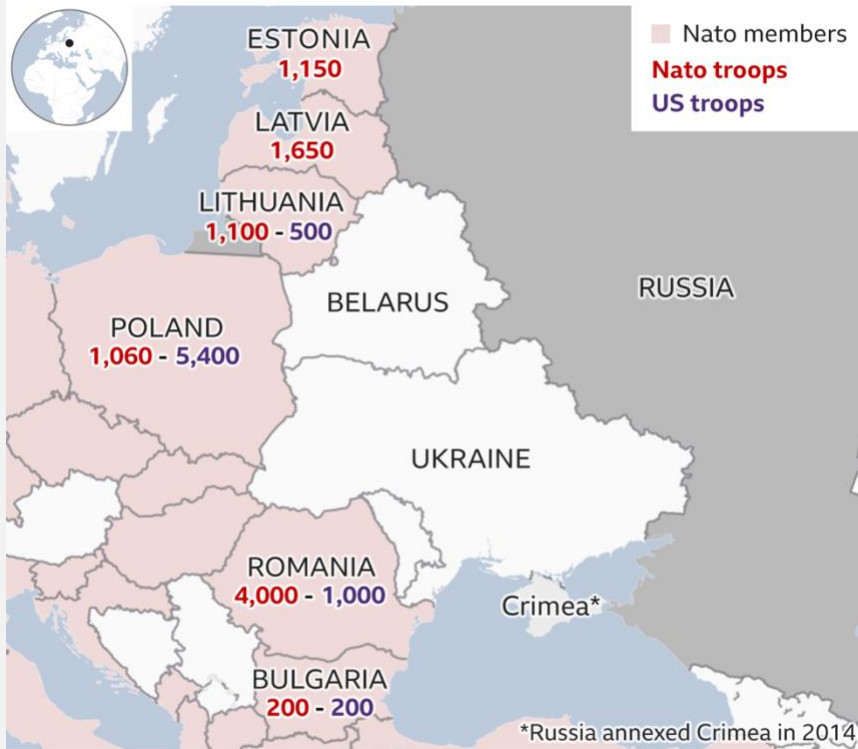 Nato members
Nato troops
US troops
ESTONIA
1,150
LATVIA
1,650
LITHUANIA
1,100 - 500
BELARUS
RUSSIA
POLAND
1,060 - 5,400
UKRAINE
ROMANIA
4,000 - 1,000
Crimea*
BULGARIA
200 - 200
*Russia annexed Crimea in 2014